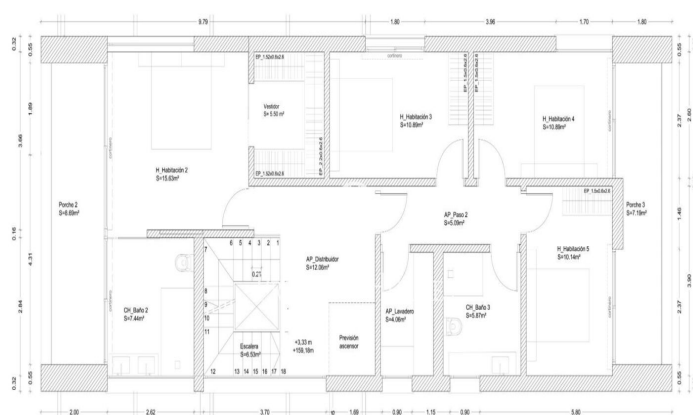 9.79 1.80 3.96 1.70 1.80
0.32 0.55 0.55
EP_1.52x0.6x2.6
Vestidor
S= 5.50 m²
EP_2.2x0.6x2.6
EP_1.52x0.6x2.6
H_Habitación 3
S=10.89m²
H_Habitación 4
S=10.89m²
1.89 3.66 2.37 2.60
H_Habitación 2
S=15.63m²
EP_1.5x0.6x2.6
Porche 2
S=8.69m²
AP_Paso 2
S=5.09m²
Porche 3
S=7.19m²
1.45
0.16
7 6 5 4 3 2 1
8
9
10
11
0.21
4.31
AP_Distribuidor
S=12.06m²
H_Habitación 5
S=10.14m²
2.84 2.37 3.90
CH_Baño 2
S=7.44m²
AP_Lavadero
S=4.08m²
CH_Baño 3
S=5.87m²
Escalera
S=6.53m²
+3,33 m
+159,18m
Previsión
ascensor
12 13 14 15 16 17 18
0.32 0.55 0.55
2.00 2.62 3.70 1.69 0.90 1.15 0.90 5.80